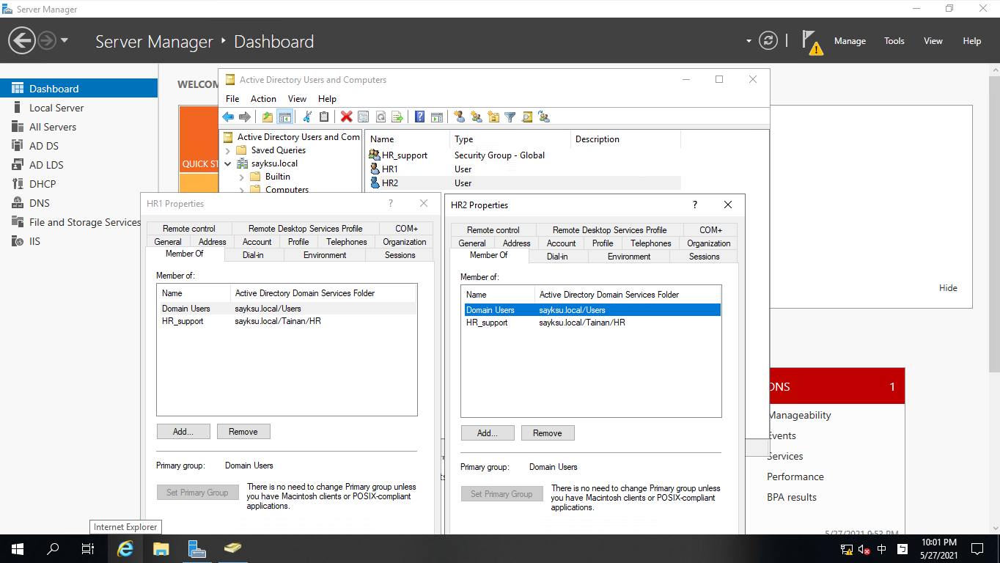 Server Manager
Server Manager ‣ Dashboard
Manage Tools View Help
Dashboard
Local Server
All Servers
AD DS
AD LDS
DHCP
DNS
File and Storage Services
IIS
WELCOM
QUICK ST
Active Directory Users and Computers
File Action View Help
Active Directory Users and Com
Saved Queries
sayksu.local
Builtin
Computers
Name Type Description
HR_support Security Group - Global
HR1 User
HR2 User
HR1 Properties ?
Remote control Remote Desktop Services Profile COM+
General Address Account Profile Telephones Organization
Member Of Dial-in Environment Sessions
Member of:
Name Active Directory Domain Services Folder
Domain Users sayksu.local/Users
HR_support sayksu.local/Tainan/HR
Add... Remove
Primary group: Domain Users
Set Primary Group
There is no need to change Primary group unless
you have Macintosh clients or POSIX-compliant
applications.
HR2 Properties ?
Remote control Remote Desktop Services Profile COM+
General Address Account Profile Telephones Organization
Member Of Dial-in Environment Sessions
Member of:
Name Active Directory Domain Services Folder
Domain Users sayksu.local/Users
HR_support sayksu.local/Tainan/HR
Add... Remove
Primary group: Domain Users
Set Primary Group
There is no need to change Primary group unless
you have Macintosh clients or POSIX-compliant
applications.
Hide
DNS 1
Manageability
Events
Services
Performance
BPA results
5/27/2021 9:53 PM
Internet Explorer
中
10:01 PM
5/27/2021